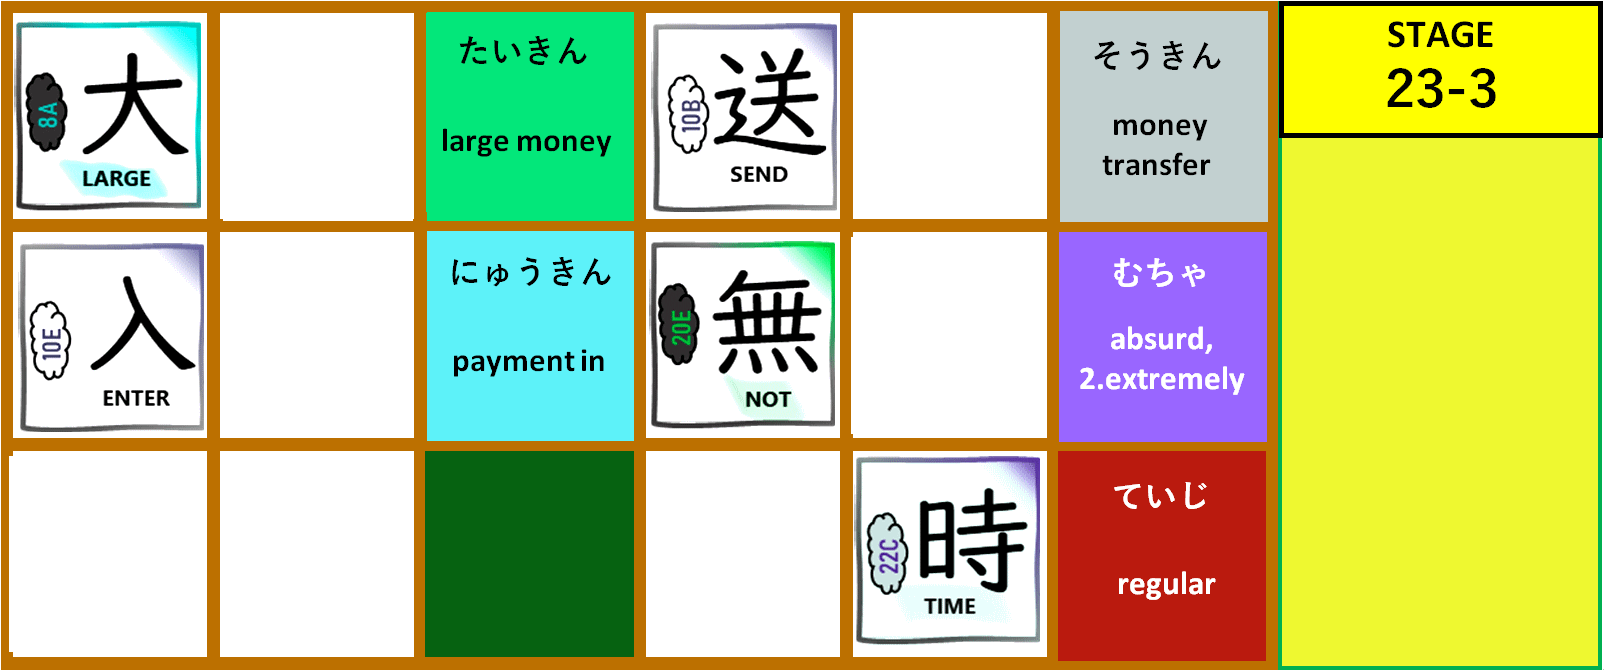 8A
大
LARGE
たいきん
large money
10B
送
SEND
そうきん
money
transfer
STAGE
23-3
10E
入
ENTER
にゅうきん
payment in
20E
無
NOT
むちゃ
absurd,
2.extremely
22C
時
TIME
ていじ
regular